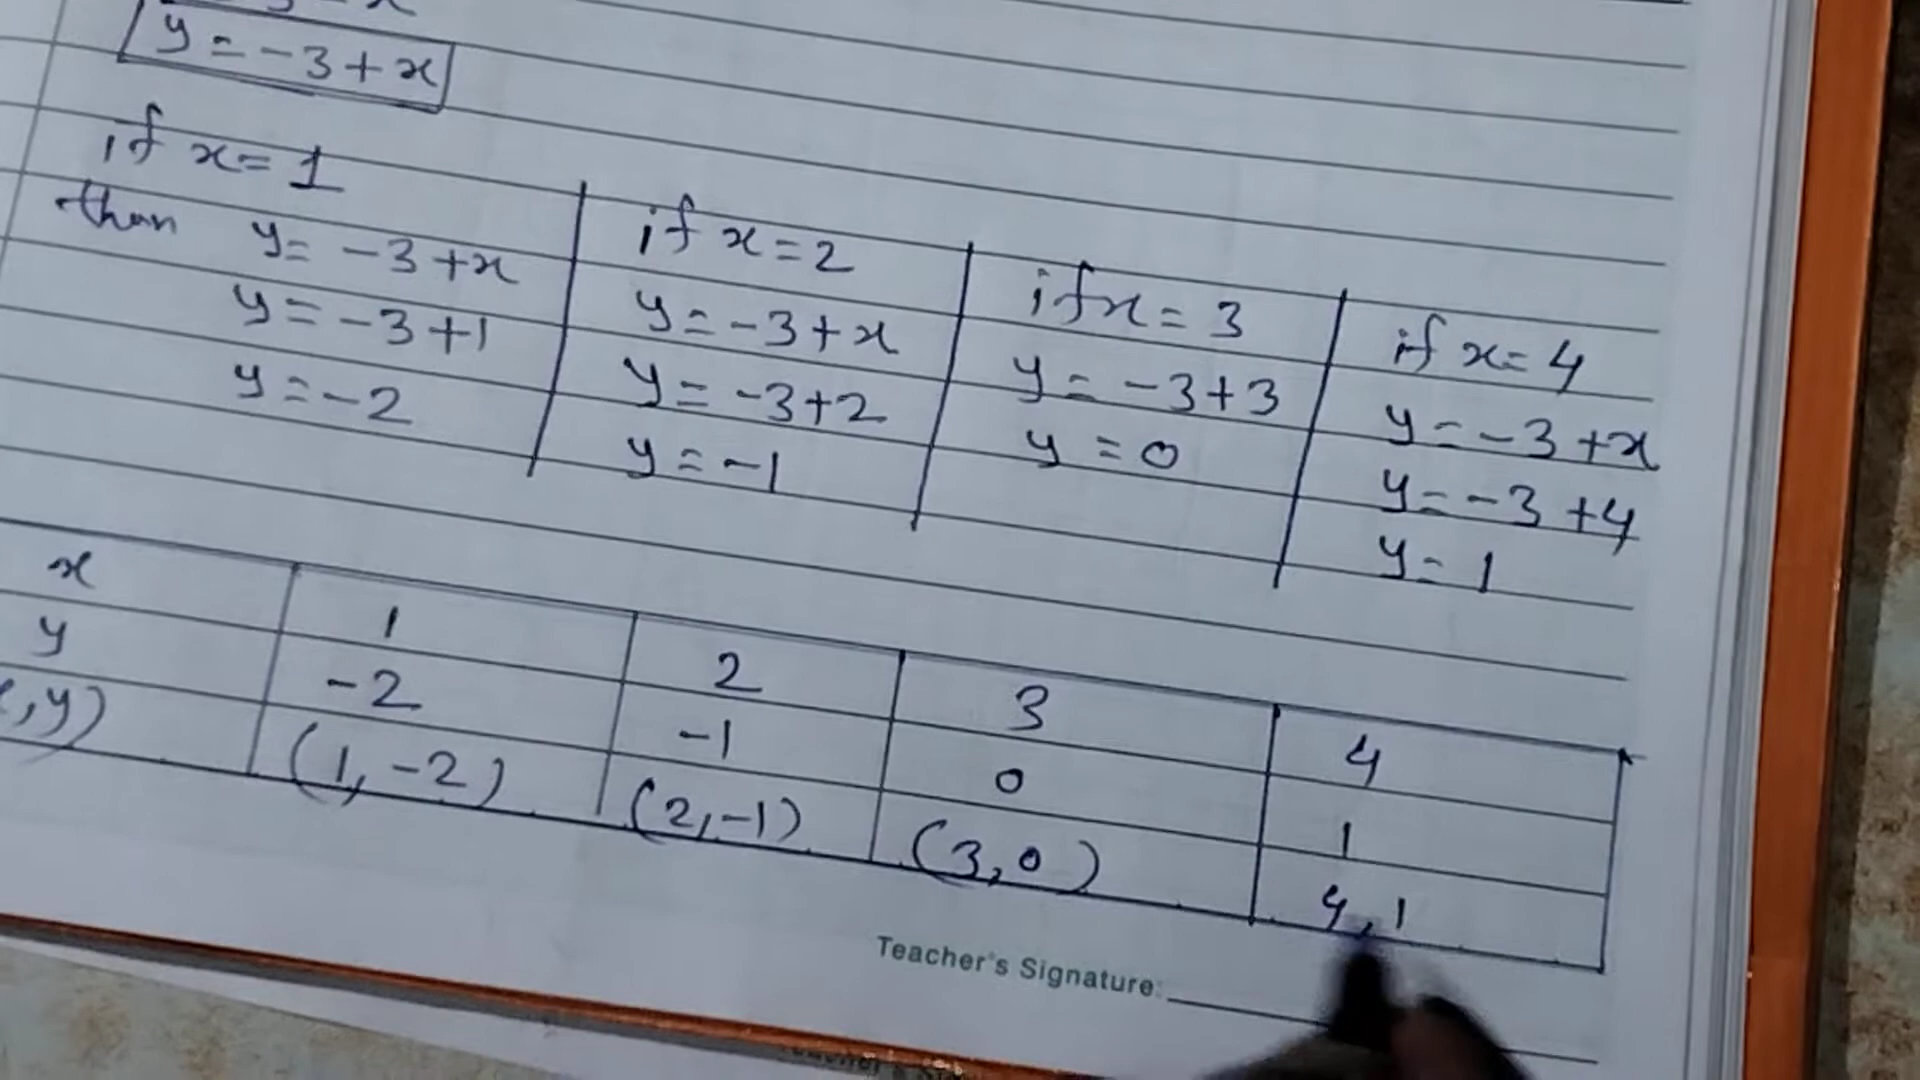 y = -3+x
if x = 1
than y = -3+x
y = -3+1
y = -2
if x = 2
y = -3+x
y = -3+2
y = -1
if x = 3
y = -3+3
y = 0
if x = 4
y = -3+x
y = -3+4
y = 1
x 1 2 3 4
y -2 -1 0 1
,y) (1, -2) (2, -1) (3, 0) 4, 1
Teacher's Signature: